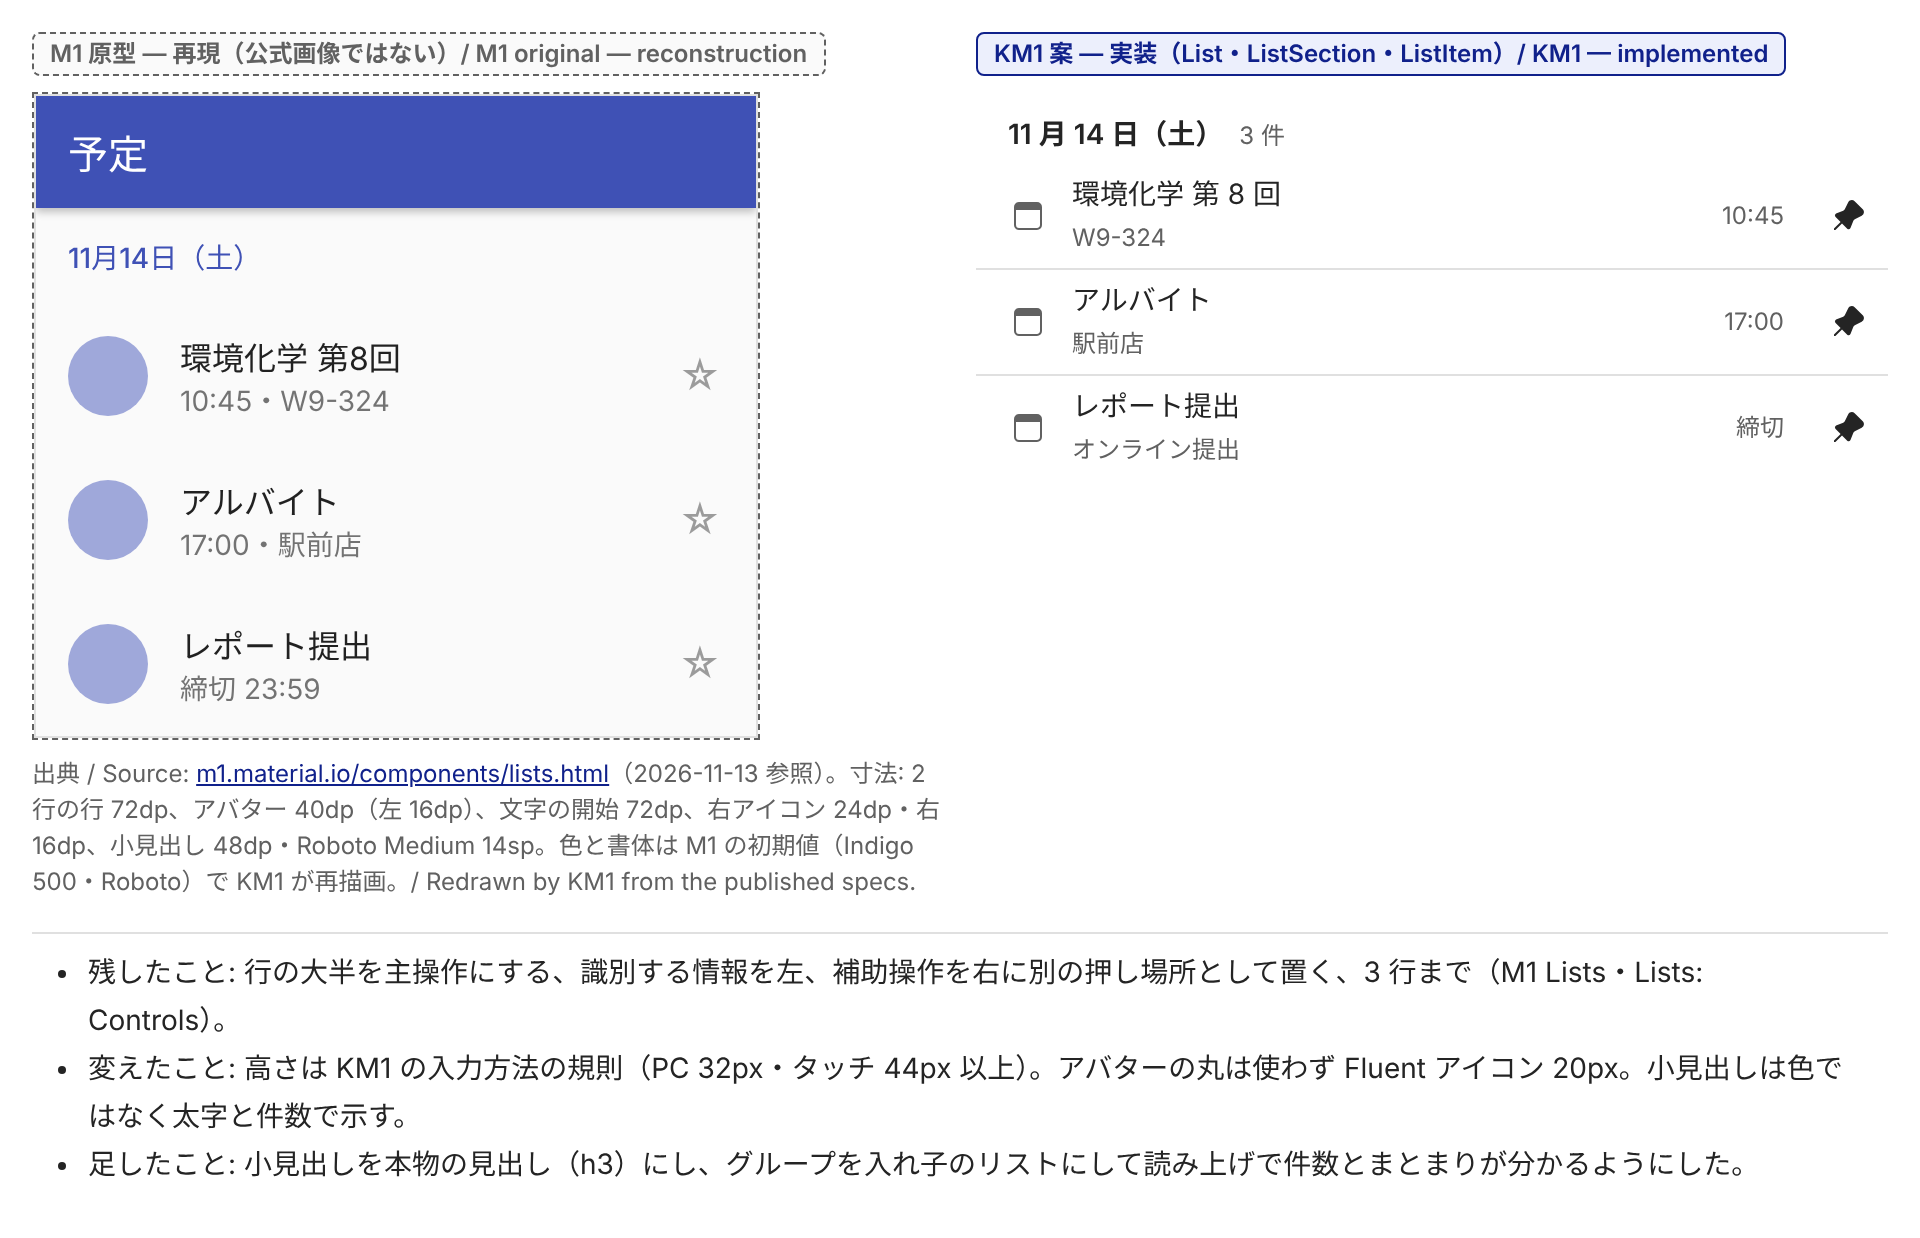 M1 原型 — 再現（公式画像ではない）/ M1 original — reconstruction
予定
11月14日（土）
環境化学 第8回
10:45・W9-324
アルバイト
17:00・駅前店
レポート提出
締切 23:59
出典 / Source: m1.material.io/components/lists.html（2026-11-13 参照）。寸法: 2
行の行 72dp、アバター 40dp（左 16dp）、文字の開始 72dp、右アイコン 24dp・右
16dp、小見出し 48dp・Roboto Medium 14sp。色と書体は M1 の初期値（Indigo
500・Roboto）で KM1 が再描画。/ Redrawn by KM1 from the published specs.
KM1 案 — 実装（List・ListSection・ListItem）/ KM1 — implemented
11 月 14 日（土） 3 件
環境化学 第 8 回
W9-324
10:45
アルバイト
駅前店
17:00
レポート提出
オンライン提出
締切
• 残したこと: 行の大半を主操作にする、識別する情報を左、補助操作を右に別の押し場所として置く、3 行まで（M1 Lists・Lists:
Controls）。
• 変えたこと: 高さは KM1 の入力方法の規則（PC 32px・タッチ 44px 以上）。アバターの丸は使わず Fluent アイコン 20px。小見出しは色で
はなく太字と件数で示す。
• 足したこと: 小見出しを本物の見出し（h3）にし、グループを入れ子のリストにして読み上げで件数とまとまりが分かるようにした。